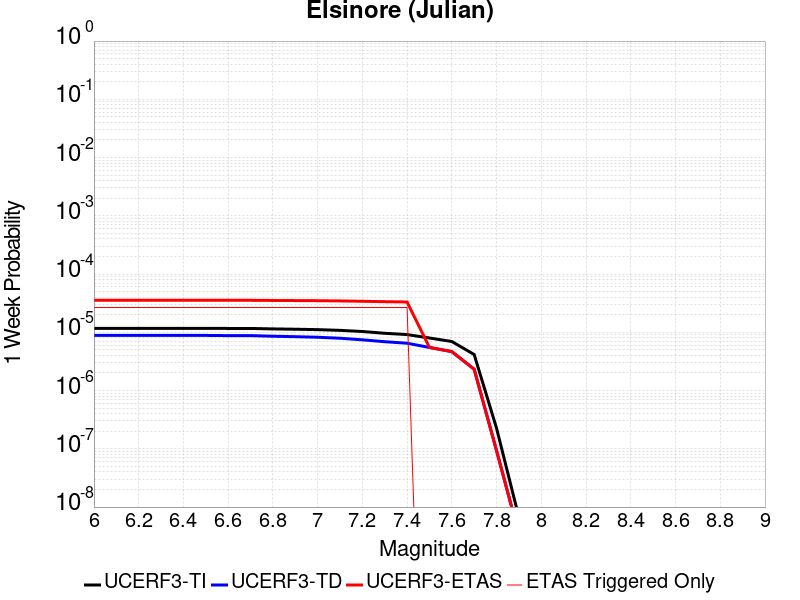 Elsinore (Julian)
10^0
10^-1
10^-2
10^-3
10^-4
10^-5
10^-6
10^-7
10^-8
1 Week Probability
6 6.2 6.4 6.6 6.8 7 7.2 7.4 7.6 7.8 8 8.2 8.4 8.6 8.8 9
Magnitude
UCERF3-TI UCERF3-TD UCERF3-ETAS ETAS Triggered Only